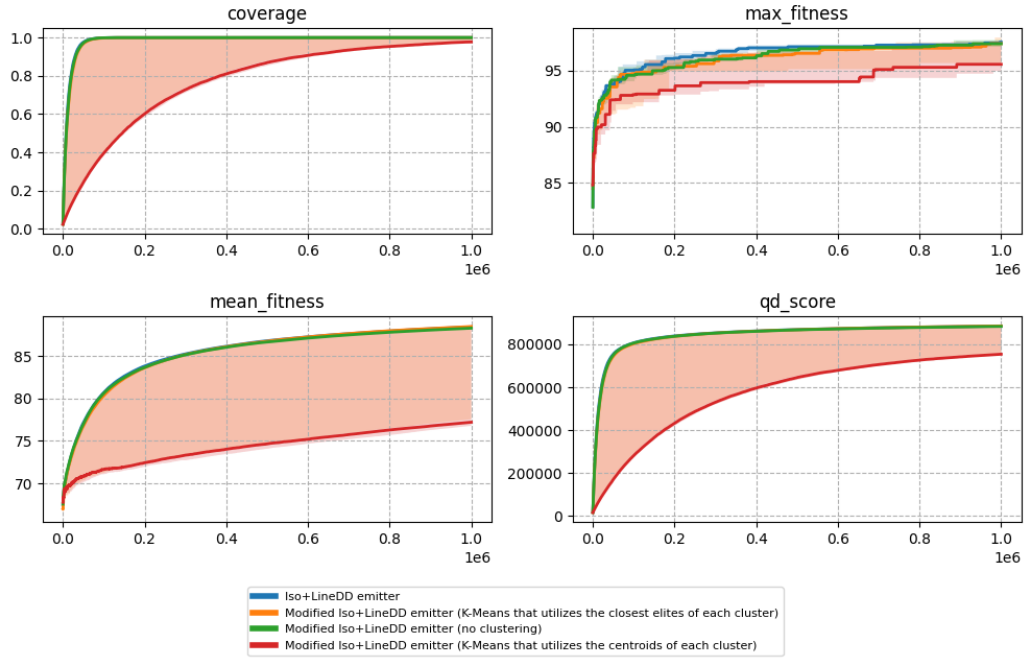 coverage
1.0
0.8
0.6
0.4
0.2
0.0
0.0 0.2 0.4 0.6 0.8 1.0
1e6
max_fitness
95
90
85
0.0 0.2 0.4 0.6 0.8 1.0
1e6
mean_fitness
85
80
75
70
0.0 0.2 0.4 0.6 0.8 1.0
1e6
qd_score
800000
600000
400000
200000
0
0.0 0.2 0.4 0.6 0.8 1.0
1e6
Iso+LineDD emitter
Modified Iso+LineDD emitter (K-Means that utilizes the closest elites of each cluster)
Modified Iso+LineDD emitter (no clustering)
Modified Iso+LineDD emitter (K-Means that utilizes the centroids of each cluster)